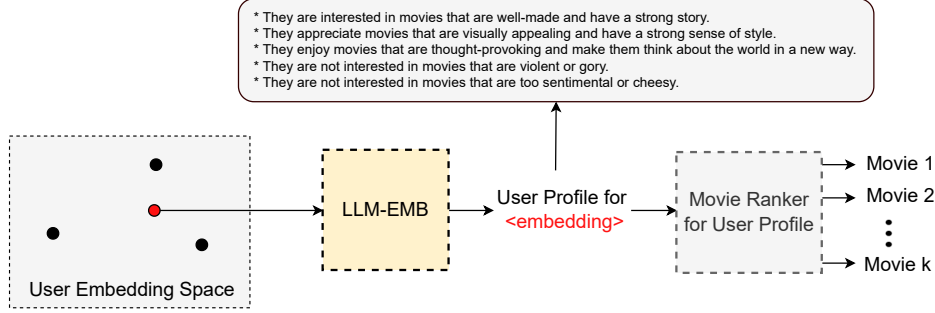 * They are interested in movies that are well-made and have a strong story.
* They appreciate movies that are visually appealing and have a strong sense of style.
* They enjoy movies that are thought-provoking and make them think about the world in a new way.
* They are not interested in movies that are violent or gory.
* They are not interested in movies that are too sentimental or cheesy.
User Embedding Space
LLM-EMB
User Profile for
<embedding>
Movie Ranker
for User Profile
Movie 1
Movie 2
Movie k